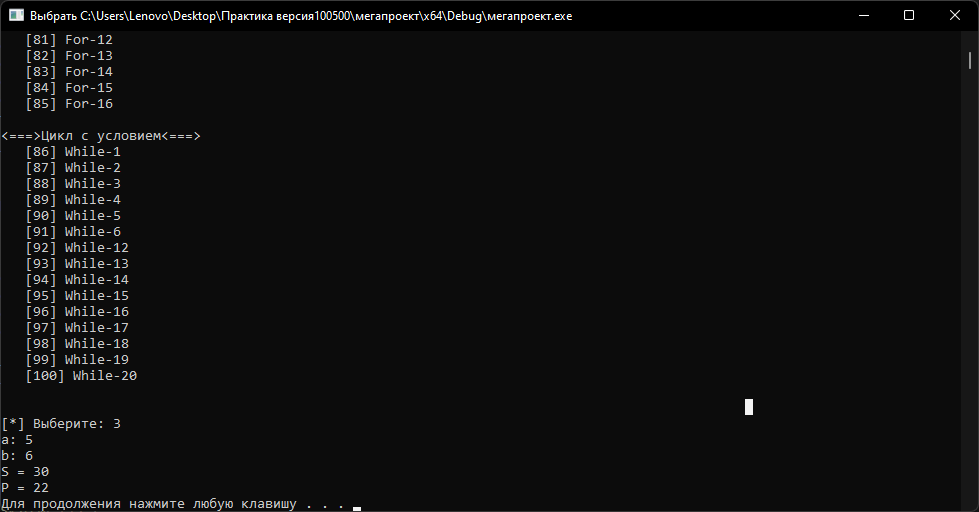 Выбрать C:\Users\Lenovo\Desktop\Практика версия100500\мегапроект\x64\Debug\мегапроект.exe
[81] For-12
[82] For-13
[83] For-14
[84] For-15
[85] For-16
<===>Цикл с условием<===>
[86] While-1
[87] While-2
[88] While-3
[89] While-4
[90] While-5
[91] While-6
[92] While-12
[93] While-13
[94] While-14
[95] While-15
[96] While-16
[97] While-17
[98] While-18
[99] While-19
[100] While-20
[*] Выберите: 3
a: 5
b: 6
S = 30
P = 22
Для продолжения нажмите любую клавишу . . .